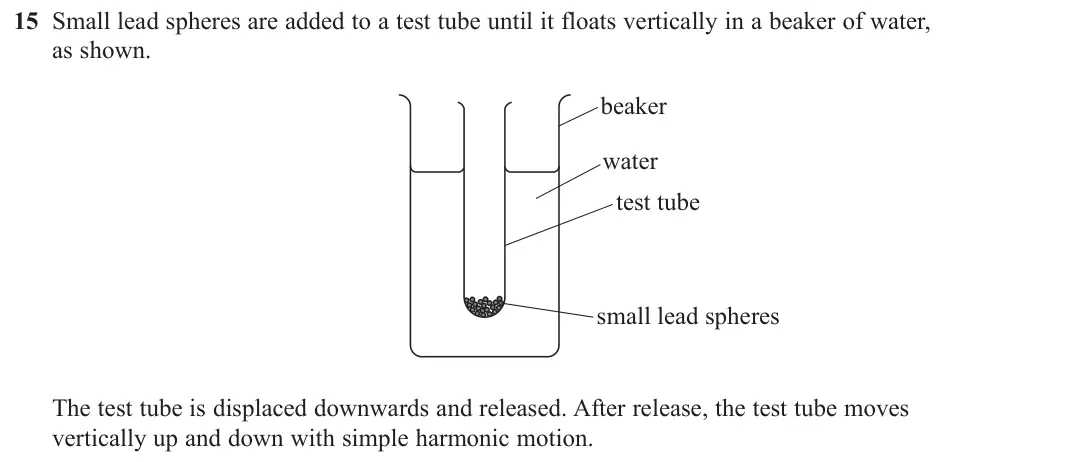 15 Small lead spheres are added to a test tube until it floats vertically in a beaker of water,
as shown.
beaker
water
test tube
small lead spheres
The test tube is displaced downwards and released. After release, the test tube moves
vertically up and down with simple harmonic motion.